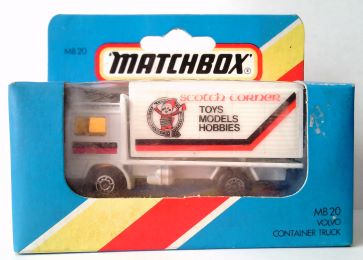 MB 20
MATCHBOX®
Scotch Corner
TOYS
MODELS
HOBBIES
MB 20
VOLVO
CONTAINER TRUCK